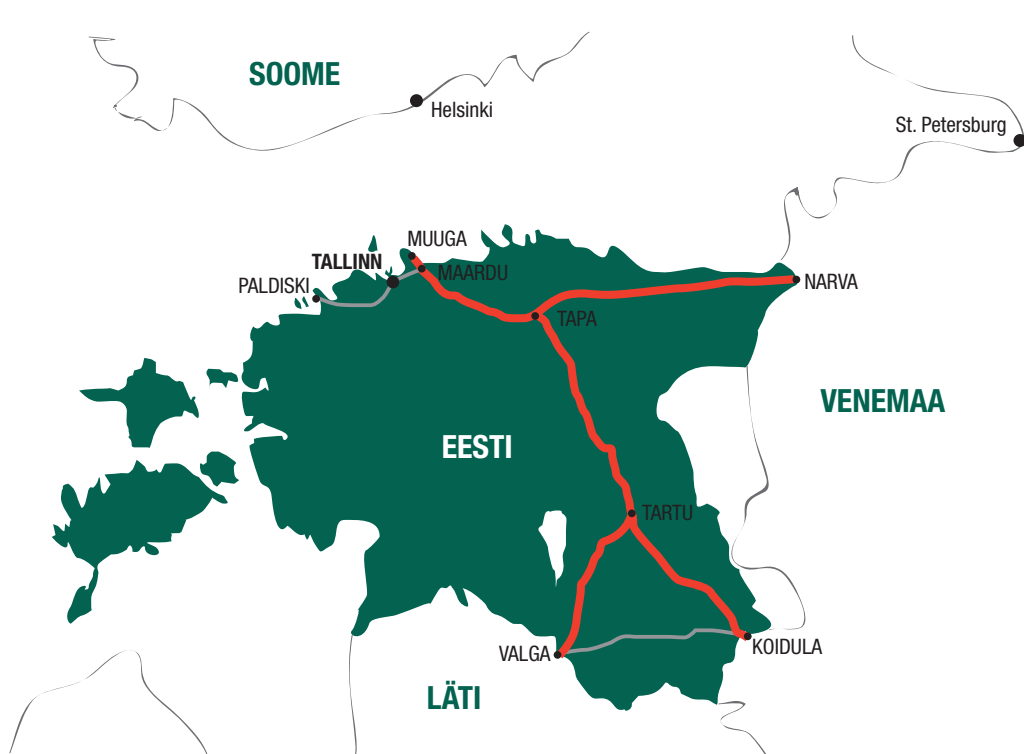 SOOME
Helsinki
St. Petersburg
MUUGA
TALLINN
MAARDU
PALDISKI
NARVA
TAPA
VENEMAA
EESTI
TARTU
KOIDULA
VALGA
LÄTI